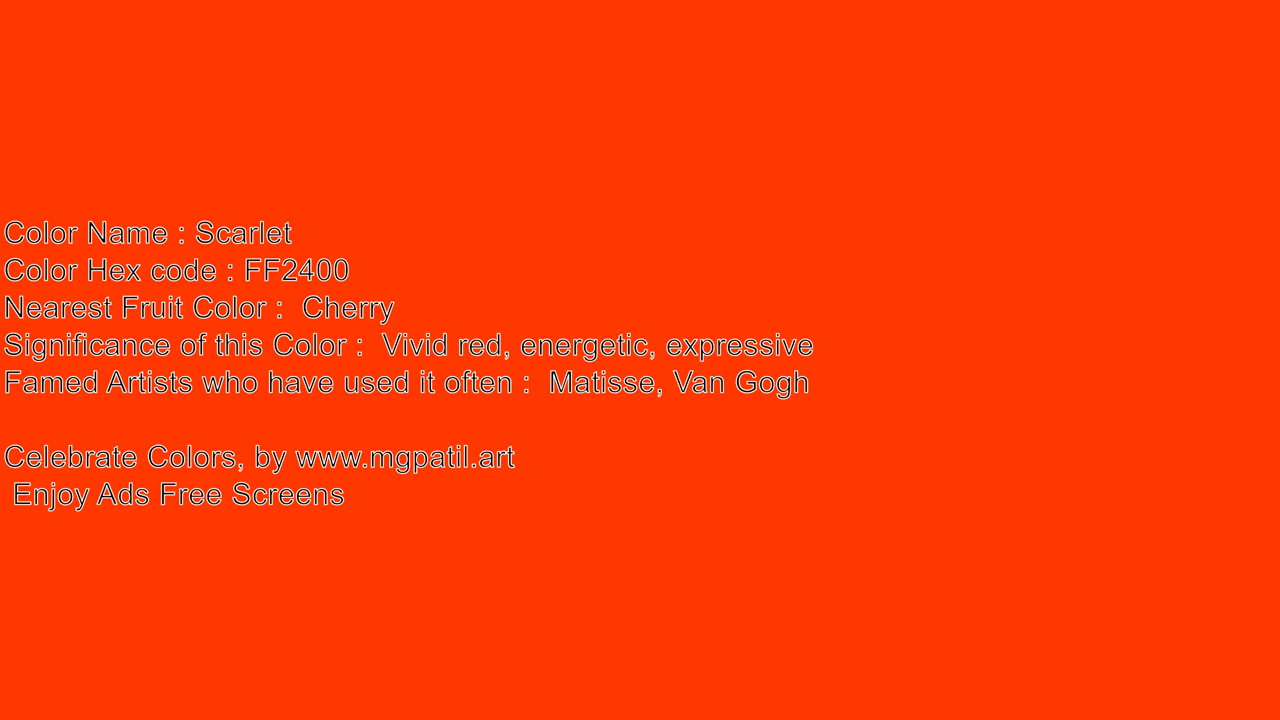 Color Name : Scarlet
Color Hex code : FF2400
Nearest Fruit Color :  Cherry
Significance of this Color :  Vivid red, energetic, expressive
Famed Artists who have used it often :  Matisse, Van Gogh
Celebrate Colors, by www.mgpatil.art
Enjoy Ads Free Screens